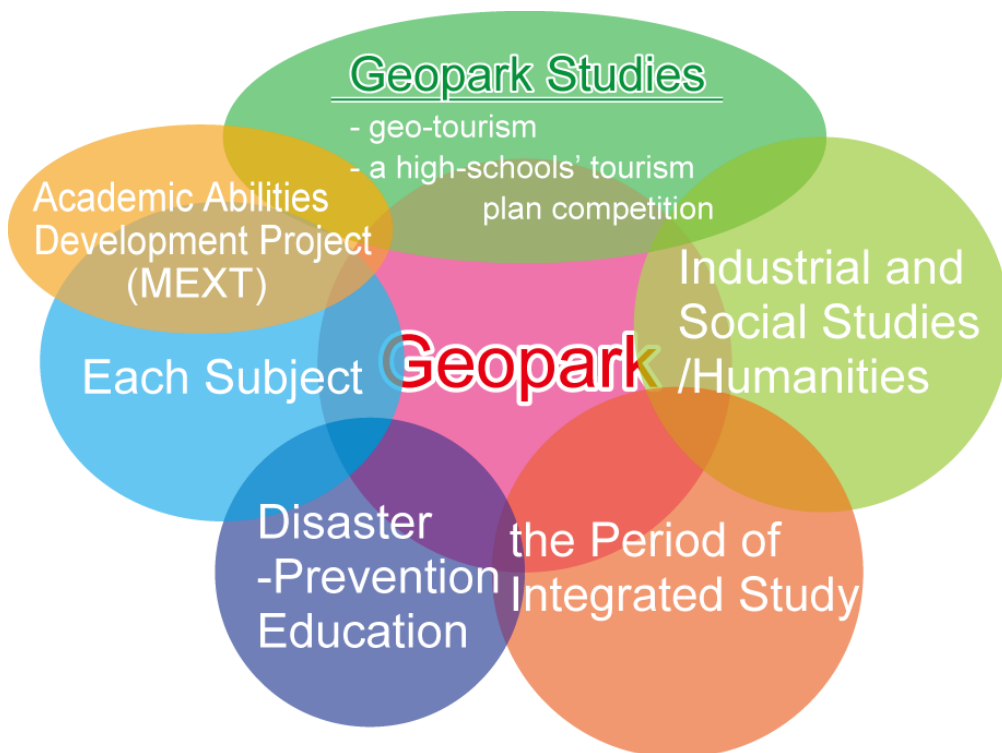 Geopark Studies
- geo-tourism
- a high-schools’ tourism
plan competition
Academic Abilities
Development Project
(MEXT)
Industrial and
Social Studies
/Humanities
Each Subject
Geopark
Disaster
-Prevention
Education
the Period of
Integrated Study